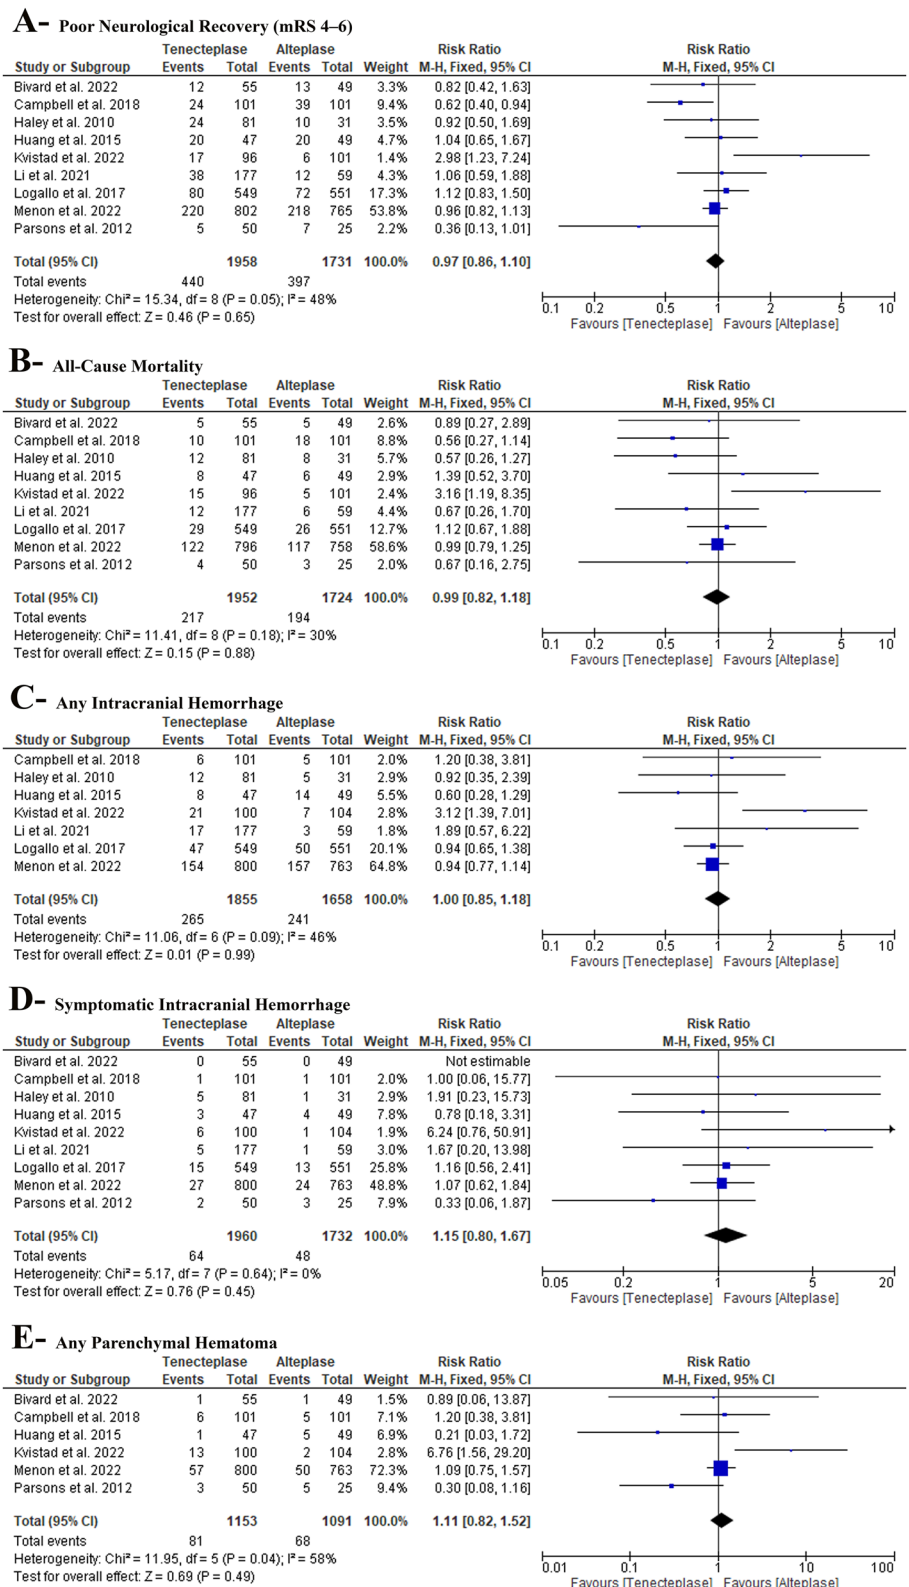 A- Poor Neurological Recovery (mRS 4–6)
Tenecteplase Alteplase Risk Ratio Risk Ratio
Study or Subgroup Events Total Events Total Weight M-H, Fixed, 95% CI M-H, Fixed, 95% CI
Bivard et al. 2022 12 55 13 49 3.3% 0.82 [0.42, 1.63]
Campbell et al. 2018 24 101 39 101 9.4% 0.62 [0.40, 0.94]
Haley et al. 2010 24 81 10 31 3.5% 0.92 [0.50, 1.69]
Huang et al. 2015 20 47 20 49 4.7% 1.04 [0.65, 1.67]
Kvistad et al. 2022 17 96 6 101 1.4% 2.98 [1.23, 7.24]
Li et al. 2021 38 177 12 59 4.3% 1.06 [0.59, 1.88]
Logallo et al. 2017 80 549 72 551 17.3% 1.12 [0.83, 1.50]
Menon et al. 2022 220 802 218 765 53.8% 0.96 [0.82, 1.13]
Parsons et al. 2012 5 50 7 25 2.2% 0.36 [0.13, 1.01]
Total (95% CI) 1958 1731 100.0% 0.97 [0.86, 1.10]
Total events 440 397
Heterogeneity: Chi² = 15.34, df = 8 (P = 0.05); I² = 48%
Test for overall effect: Z = 0.46 (P = 0.65)
0.1 0.2 0.5 1 2 5 10
Favours [Tenecteplase] Favours [Alteplase]
B- All-Cause Mortality
Tenecteplase Alteplase Risk Ratio Risk Ratio
Study or Subgroup Events Total Events Total Weight M-H, Fixed, 95% CI M-H, Fixed, 95% CI
Bivard et al. 2022 5 55 5 49 2.6% 0.89 [0.27, 2.89]
Campbell et al. 2018 10 101 18 101 8.8% 0.56 [0.27, 1.14]
Haley et al. 2010 12 81 8 31 5.7% 0.57 [0.26, 1.27]
Huang et al. 2015 8 47 6 49 2.9% 1.39 [0.52, 3.70]
Kvistad et al. 2022 15 96 5 101 2.4% 3.16 [1.19, 8.35]
Li et al. 2021 12 177 6 59 4.4% 0.67 [0.26, 1.70]
Logallo et al. 2017 29 549 26 551 12.7% 1.12 [0.67, 1.88]
Menon et al. 2022 122 796 117 758 58.6% 0.99 [0.79, 1.25]
Parsons et al. 2012 4 50 3 25 2.0% 0.67 [0.16, 2.75]
Total (95% CI) 1952 1724 100.0% 0.99 [0.82, 1.18]
Total events 217 194
Heterogeneity: Chi² = 11.41, df = 8 (P = 0.18); I² = 30%
Test for overall effect: Z = 0.15 (P = 0.88)
0.1 0.2 0.5 1 2 5 10
Favours [Tenecteplase] Favours [Alteplase]
C- Any Intracranial Hemorrhage
Tenecteplase Alteplase Risk Ratio Risk Ratio
Study or Subgroup Events Total Events Total Weight M-H, Fixed, 95% CI M-H, Fixed, 95% CI
Campbell et al. 2018 6 101 5 101 2.0% 1.20 [0.38, 3.81]
Haley et al. 2010 12 81 5 31 2.9% 0.92 [0.35, 2.39]
Huang et al. 2015 8 47 14 49 5.5% 0.60 [0.28, 1.29]
Kvistad et al. 2022 21 100 7 104 2.8% 3.12 [1.39, 7.01]
Li et al. 2021 17 177 3 59 1.8% 1.89 [0.57, 6.22]
Logallo et al. 2017 47 549 50 551 20.1% 0.94 [0.65, 1.38]
Menon et al. 2022 154 800 157 763 64.8% 0.94 [0.77, 1.14]
Total (95% CI) 1855 1658 100.0% 1.00 [0.85, 1.18]
Total events 265 241
Heterogeneity: Chi² = 11.06, df = 6 (P = 0.09); I² = 46%
Test for overall effect: Z = 0.01 (P = 0.99)
0.1 0.2 0.5 1 2 5 10
Favours [Tenecteplase] Favours [Alteplase]
D- Symptomatic Intracranial Hemorrhage
Tenecteplase Alteplase Risk Ratio Risk Ratio
Study or Subgroup Events Total Events Total Weight M-H, Fixed, 95% CI M-H, Fixed, 95% CI
Bivard et al. 2022 0 55 0 49 Not estimable
Campbell et al. 2018 1 101 1 101 2.0% 1.00 [0.06, 15.77]
Haley et al. 2010 5 81 1 31 2.9% 1.91 [0.23, 15.73]
Huang et al. 2015 3 47 4 49 7.8% 0.78 [0.18, 3.31]
Kvistad et al. 2022 6 100 1 104 1.9% 6.24 [0.76, 50.91]
Li et al. 2021 5 177 1 59 3.0% 1.67 [0.20, 13.98]
Logallo et al. 2017 15 549 13 551 25.8% 1.16 [0.56, 2.41]
Menon et al. 2022 27 800 24 763 48.8% 1.07 [0.62, 1.84]
Parsons et al. 2012 2 50 3 25 7.9% 0.33 [0.06, 1.87]
Total (95% CI) 1960 1732 100.0% 1.15 [0.80, 1.67]
Total events 64 48
Heterogeneity: Chi² = 5.17, df = 7 (P = 0.64); I² = 0%
Test for overall effect: Z = 0.76 (P = 0.45)
0.05 0.2 1 5 20
Favours [Tenecteplase] Favours [Alteplase]
E- Any Parenchymal Hematoma
Tenecteplase Alteplase Risk Ratio Risk Ratio
Study or Subgroup Events Total Events Total Weight M-H, Fixed, 95% CI M-H, Fixed, 95% CI
Bivard et al. 2022 1 55 1 49 1.5% 0.89 [0.06, 13.87]
Campbell et al. 2018 6 101 5 101 7.1% 1.20 [0.38, 3.81]
Huang et al. 2015 1 47 5 49 6.9% 0.21 [0.03, 1.72]
Kvistad et al. 2022 13 100 2 104 2.8% 6.76 [1.56, 29.20]
Menon et al. 2022 57 800 50 763 72.3% 1.09 [0.75, 1.57]
Parsons et al. 2012 3 50 5 25 9.4% 0.30 [0.08, 1.16]
Total (95% CI) 1153 1091 100.0% 1.11 [0.82, 1.52]
Total events 81 68
Heterogeneity: Chi² = 11.95, df = 5 (P = 0.04); I² = 58%
Test for overall effect: Z = 0.69 (P = 0.49)
0.01 0.1 1 10 100
Favours [Tenecteplase] Favours [Alteplase]